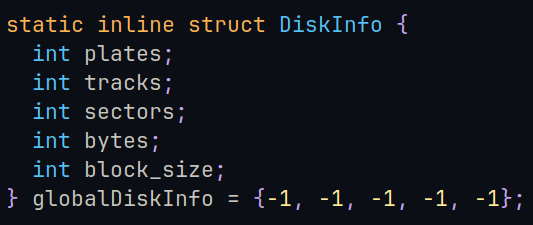 static inline struct DiskInfo {
  int plates;
  int tracks;
  int sectors;
  int bytes;
  int block_size;
} globalDiskInfo = {-1, -1, -1, -1, -1};